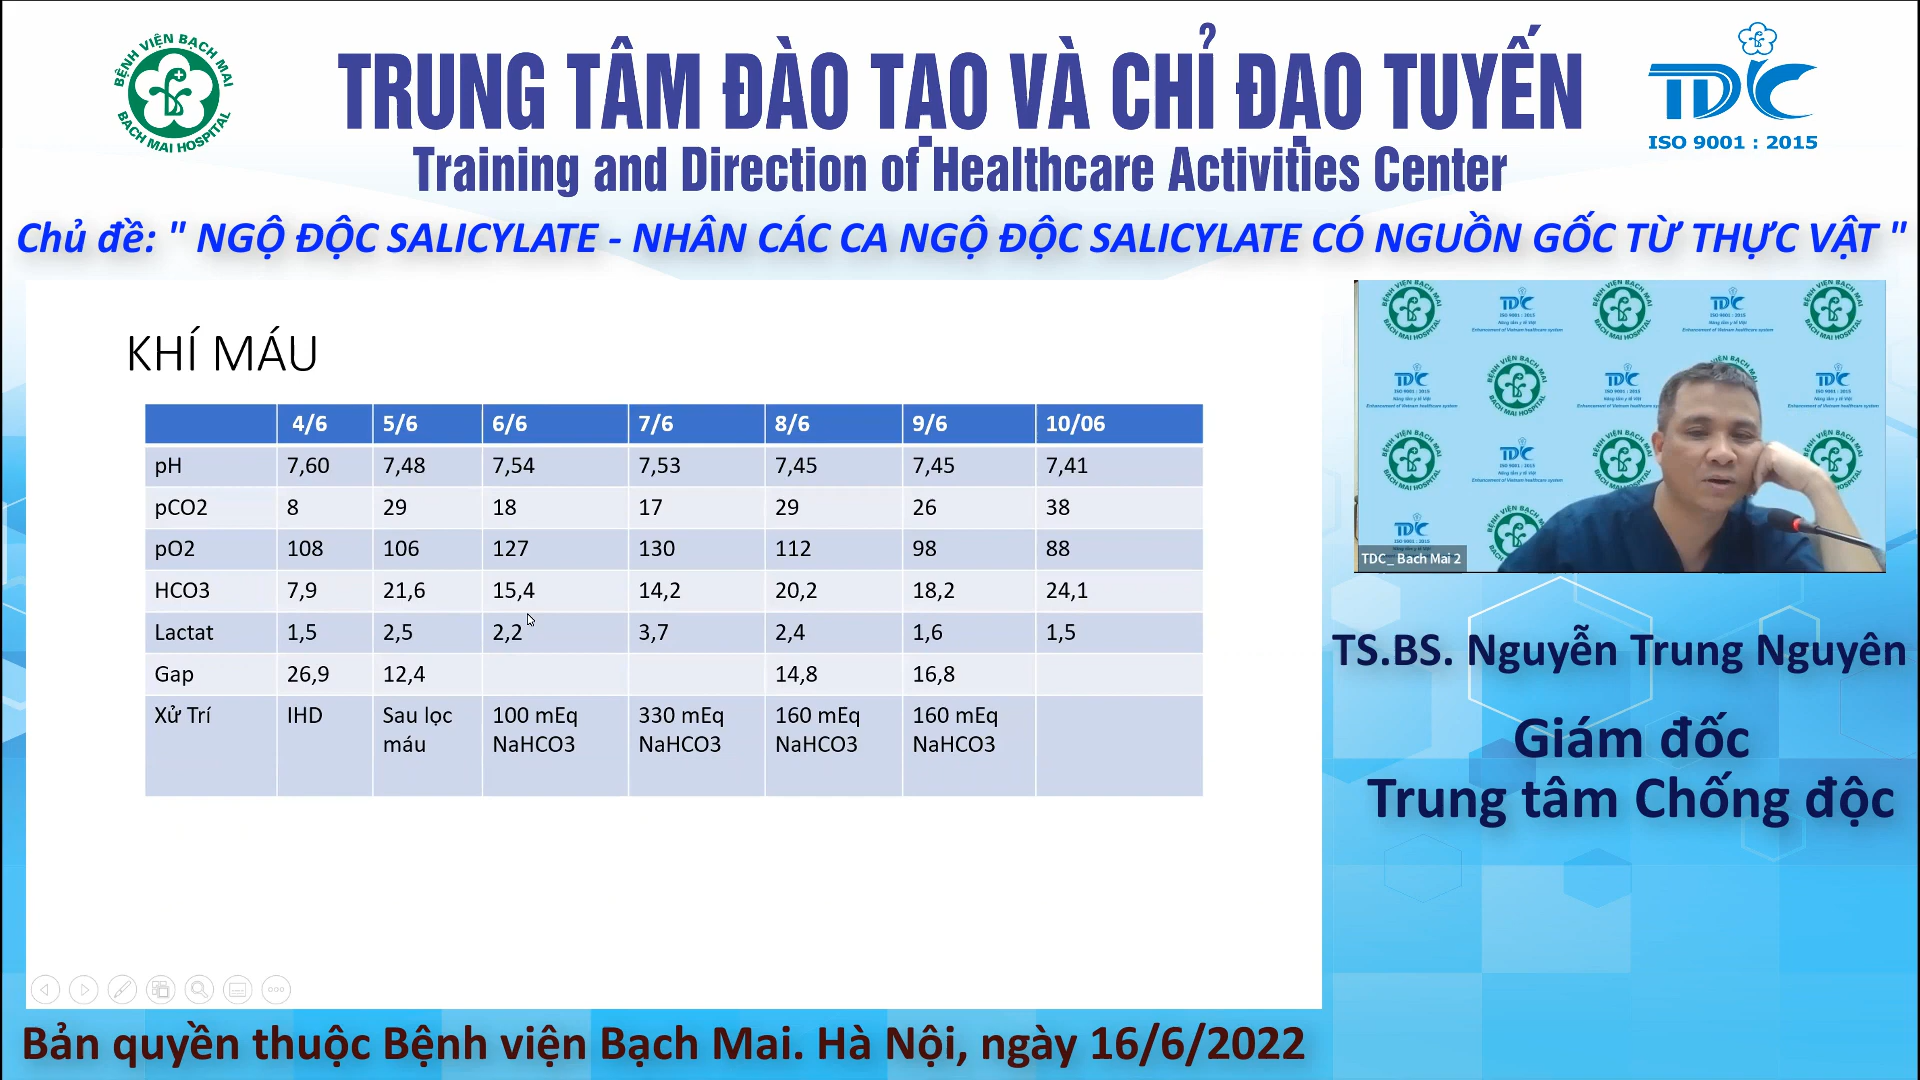 BỆNH VIỆN BẠCH MAI
BACH MAI HOSPITAL
TRUNG TÂM ĐÀO TẠO VÀ CHỈ ĐẠO TUYẾN
Training and Direction of Healthcare Activities Center
TDC
ISO 9001 : 2015
Chủ đề: " NGỘ ĐỘC SALICYLATE - NHÂN CÁC CA NGỘ ĐỘC SALICYLATE CÓ NGUỒN GỐC TỪ THỰC VẬT "
KHÍ MÁU
4/6 5/6 6/6 7/6 8/6 9/6 10/06
pH 7,60 7,48 7,54 7,53 7,45 7,45 7,41
pCO2 8 29 18 17 29 26 38
pO2 108 106 127 130 112 98 88
HCO3 7,9 21,6 15,4 14,2 20,2 18,2 24,1
Lactat 1,5 2,5 2,2 3,7 2,4 1,6 1,5
Gap 26,9 12,4 14,8 16,8
Xử Trí IHD Sau lọc 100 mEq 330 mEq 160 mEq 160 mEq
máu NaHCO3 NaHCO3 NaHCO3 NaHCO3
TDC_ Bach Mai 2
TS.BS. Nguyễn Trung Nguyên
Giám đốc
Trung tâm Chống độc
Bản quyền thuộc Bệnh viện Bạch Mai. Hà Nội, ngày 16/6/2022